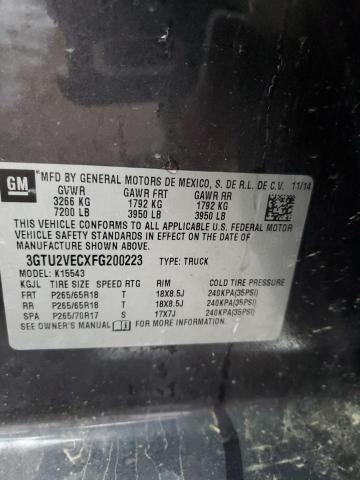 GM
MFD BY GENERAL MOTORS DE MEXICO, S. DE R.L. DE C.V. 11/14
GVWR GAWR FRT GAWR RR
3266 KG 1792 KG 1792 KG
7200 LB 3950 LB 3950 LB
THIS VEHICLE CONFORMS TO ALL APPLICABLE U.S. FEDERAL MOTOR
VEHICLE SAFETY STANDARDS IN EFFECT ON THE DATE OF
MANUFACTURE SHOWN ABOVE.
3GTU2VECXFG200223 TYPE: TRUCK
MODEL: K15543
KGJL TIRE SIZE SPEED RTG RIM COLD TIRE PRESSURE
FRT P265/65R18 T 18X8.5J 240KPA(35PSI)
RR P265/65R18 T 18X8.5J 240KPA(35PSI)
SPA P265/70R17 S 17X7J 240KPA(35PSI)
SEE OWNER'S MANUAL